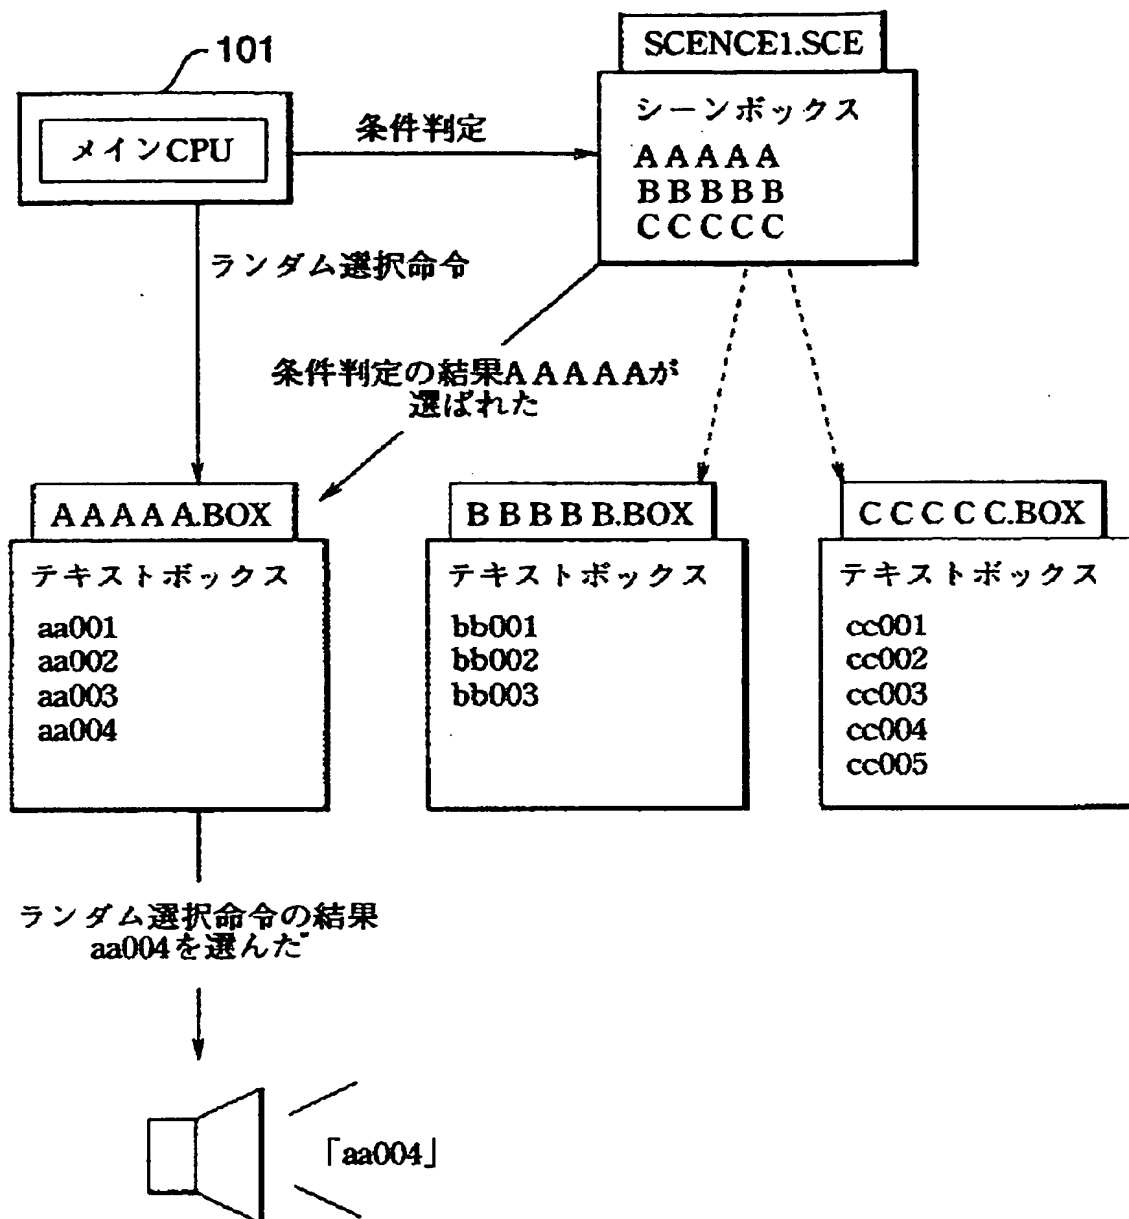 101
SCENCE1.SCE
メインCPU
条件判定
シーンボックス
AAAAA
BBBBB
CCCCC
ランダム選択命令
条件判定の結果AAAAAが
選ばれた
AAAAA.BOX
テキストボックス
aa001
aa002
aa003
aa004
BBBBB.BOX
テキストボックス
bb001
bb002
bb003
CCCCC.BOX
テキストボックス
cc001
cc002
cc003
cc004
cc005
ランダム選択命令の結果
aa004を選んだ
「aa004」